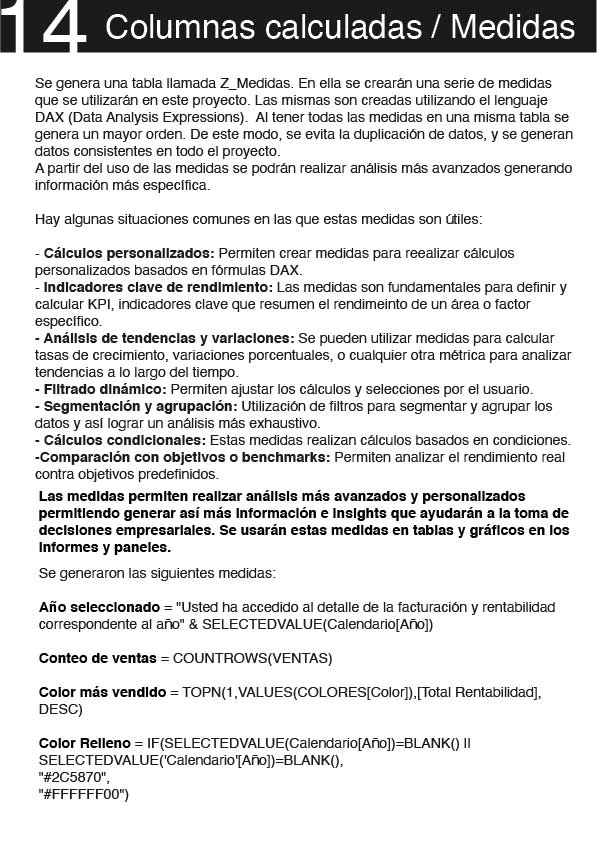 14 Columnas calculadas / Medidas
Se genera una tabla llamada Z_Medidas. En ella se crearán una serie de medidas
que se utilizarán en este proyecto. Las mismas son creadas utilizando el lenguaje
DAX (Data Analysis Expressions).  Al tener todas las medidas en una misma tabla se
genera un mayor orden. De este modo, se evita la duplicación de datos, y se generan
datos consistentes en todo el proyecto.
A partir del uso de las medidas se podrán realizar análisis más avanzados generando
información más específica.
Hay algunas situaciones comunes en las que estas medidas son útiles:
- Cálculos personalizados: Permiten crear medidas para reealizar cálculos
personalizados basados en fórmulas DAX.
- Indicadores clave de rendimiento: Las medidas son fundamentales para definir y
calcular KPI, indicadores clave que resumen el rendimeinto de un área o factor
específico.
- Análisis de tendencias y variaciones: Se pueden utilizar medidas para calcular
tasas de crecimiento, variaciones porcentuales, o cualquier otra métrica para analizar
tendencias a lo largo del tiempo.
- Filtrado dinámico: Permiten ajustar los cálculos y selecciones por el usuario.
- Segmentación y agrupación: Utilización de filtros para segmentar y agrupar los
datos y así lograr un análisis más exhaustivo.
- Cálculos condicionales: Estas medidas realizan cálculos basados en condiciones.
-Comparación con objetivos o benchmarks: Permiten analizar el rendimiento real
contra objetivos predefinidos.
Las medidas permiten realizar análisis más avanzados y personalizados
permitiendo generar así más información e insights que ayudarán a la toma de
decisiones empresariales. Se usarán estas medidas en tablas y gráficos en los
informes y paneles.
Se generaron las siguientes medidas:
Año seleccionado = "Usted ha accedido al detalle de la facturación y rentabilidad
correspondente al año" & SELECTEDVALUE(Calendario[Año])
Conteo de ventas = COUNTROWS(VENTAS)
Color más vendido = TOPN(1,VALUES(COLORES[Color]),[Total Rentabilidad],
DESC)
Color Relleno = IF(SELECTEDVALUE(Calendario[Año])=BLANK() ||
SELECTEDVALUE('Calendario'[Año])=BLANK(),
"#2C5870",
"#FFFFFF00")